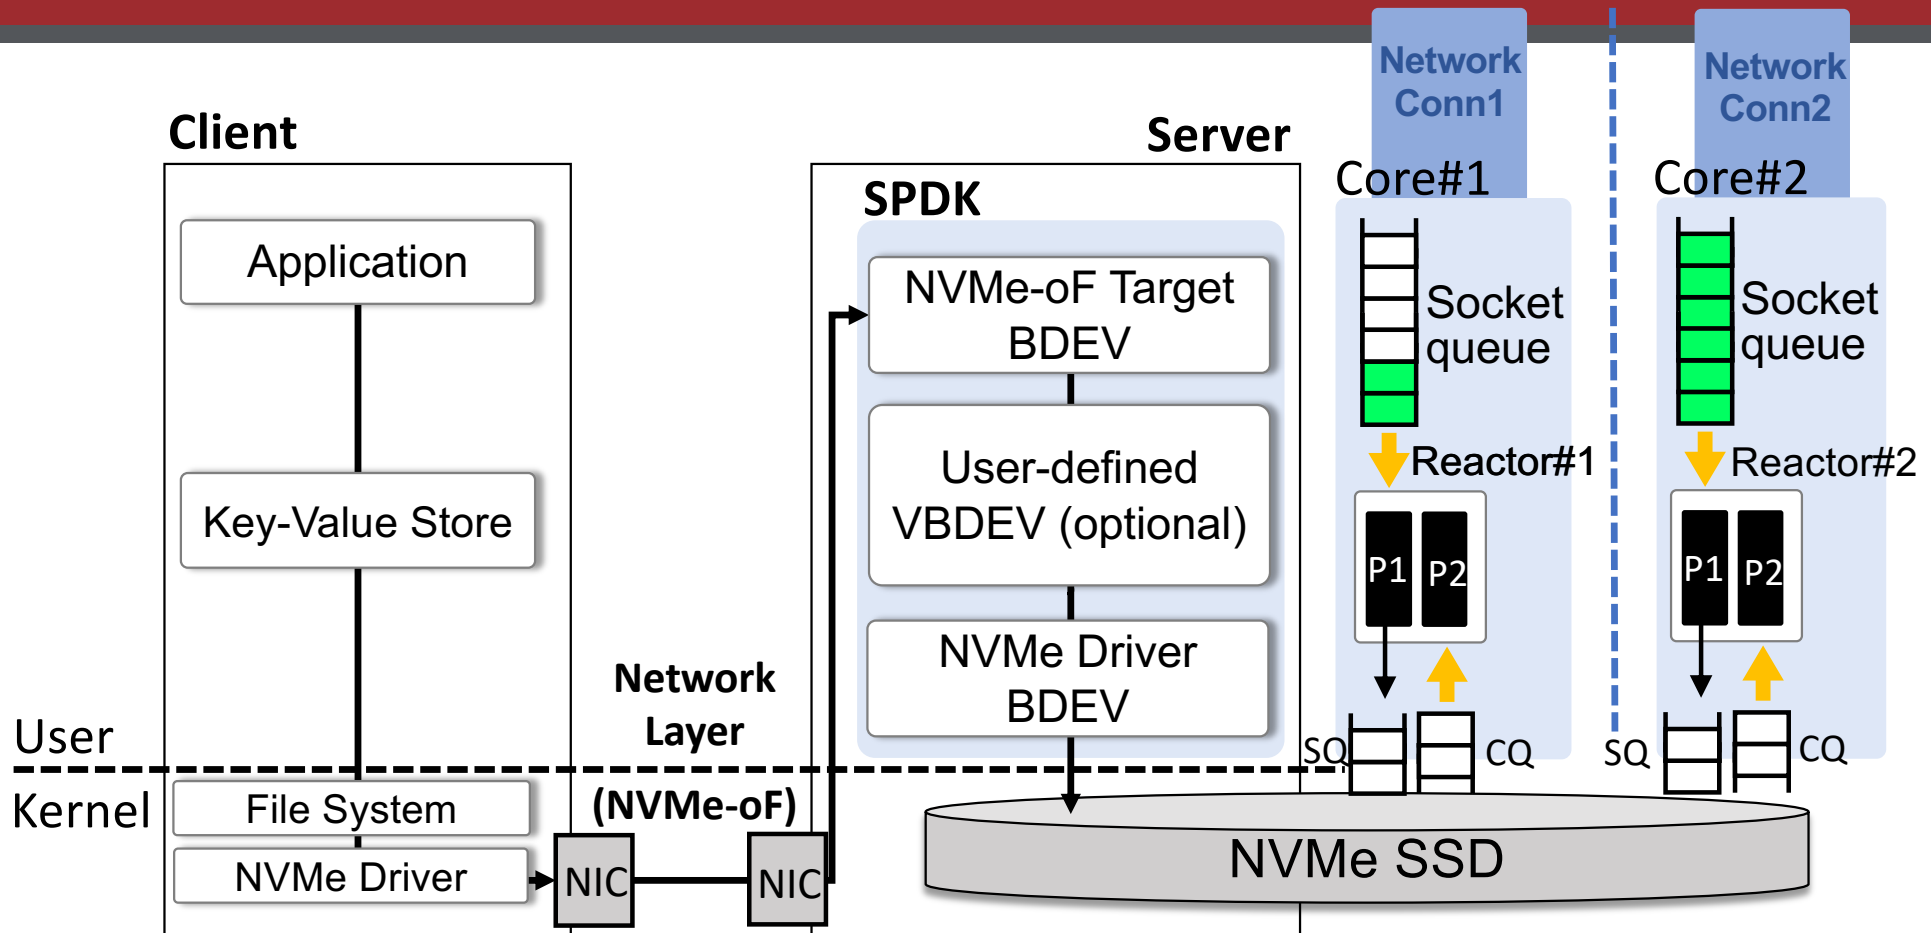 Network
Conn1
Network
Conn2
Client
Server
SPDK
Core#1
Core#2
Application
NVMe-oF Target
BDEV
Socket
queue
Socket
queue
Key-Value Store
User-defined
VBDEV (optional)
Reactor#1
Reactor#2
P1
P2
P1
P2
NVMe Driver
BDEV
Network
Layer
(NVMe-oF)
User
Kernel
SQ
CQ
SQ
CQ
File System
NVMe Driver
NIC
NIC
NVMe SSD